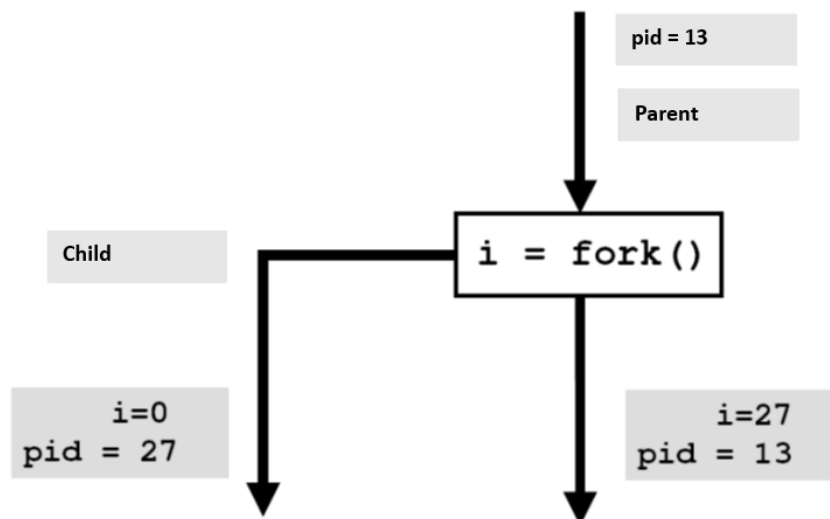 pid = 13
Parent
i = fork()
Child
i=0
pid = 27
i=27
pid = 13